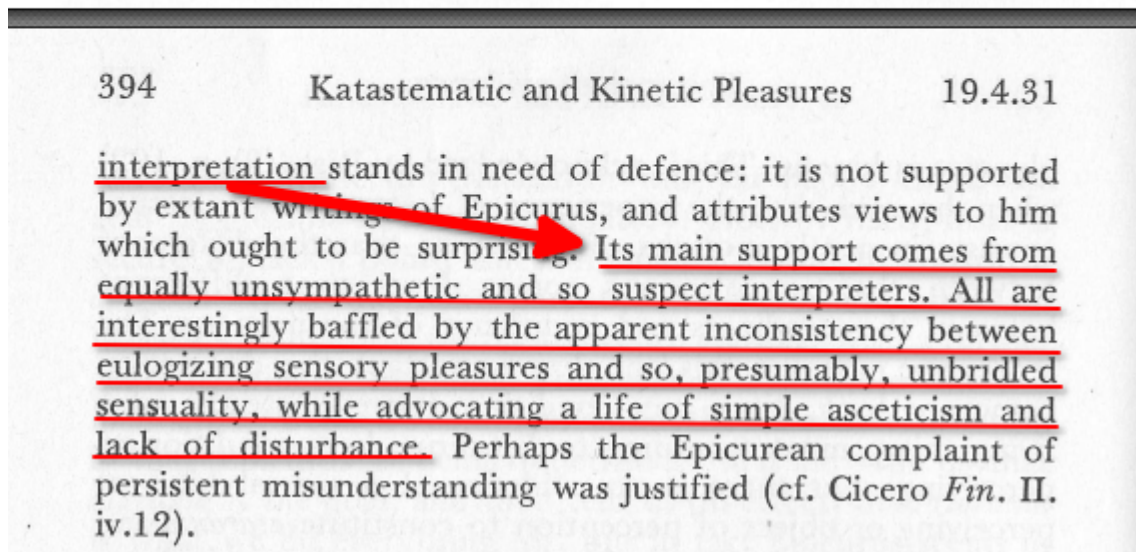 394 Katastematic and Kinetic Pleasures 19.4.31
interpretation stands in need of defence: it is not supported
by extant writings of Epicurus, and attributes views to him
which ought to be surprising. Its main support comes from
equally unsympathetic and so suspect interpreters. All are
interestingly baffled by the apparent inconsistency between
eulogizing sensory pleasures and so, presumably, unbridled
sensuality, while advocating a life of simple asceticism and
lack of disturbance. Perhaps the Epicurean complaint of
persistent misunderstanding was justified (cf. Cicero Fin. II.
iv.12).